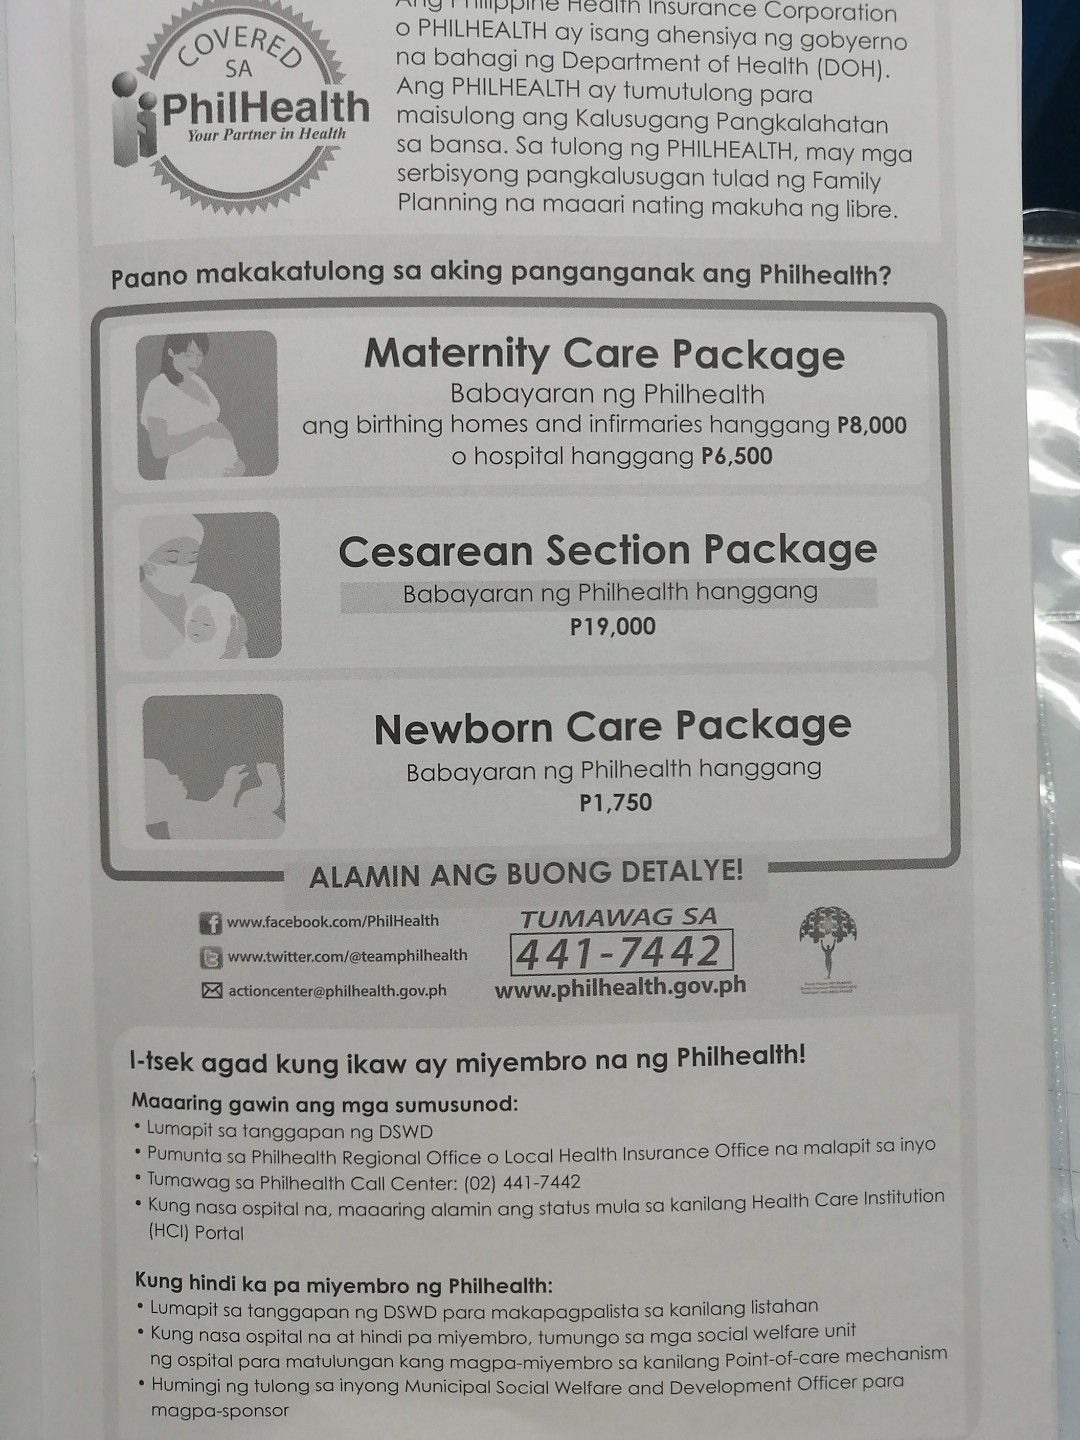 COVERED
SA
PhilHealth
Your Partner in Health
Ang Philippine Health Insurance Corporation
o PHILHEALTH ay isang ahensiya ng gobyerno
na bahagi ng Department of Health (DOH).
Ang PHILHEALTH ay tumutulong para
maisulong ang Kalusugang Pangkalahatan
sa bansa. Sa tulong ng PHILHEALTH, may mga
serbisyong pangkalusugan tulad ng Family
Planning na maaari nating makuha ng libre.
Paano makakatulong sa aking panganganak ang Philhealth?
Maternity Care Package
Babayaran ng Philhealth
ang birthing homes and infirmaries hanggang P8,000
o hospital hanggang P6,500
Cesarean Section Package
Babayaran ng Philhealth hanggang
P19,000
Newborn Care Package
Babayaran ng Philhealth hanggang
P1,750
ALAMIN ANG BUONG DETALYE!
www.facebook.com/PhilHealth
www.twitter.com/@teamphilhealth
actioncenter@philhealth.gov.ph
TUMAWAG SA
441-7442
www.philhealth.gov.ph
I-tsek agad kung ikaw ay miyembro na ng Philhealth!
Maaaring gawin ang mga sumusunod:
• Lumapit sa tanggapan ng DSWD
• Pumunta sa Philhealth Regional Office o Local Health Insurance Office na malapit sa inyo
• Tumawag sa Philhealth Call Center: (02) 441-7442
• Kung nasa ospital na, maaaring alamin ang status mula sa kanilang Health Care Institution
(HCI) Portal
Kung hindi ka pa miyembro ng Philhealth:
• Lumapit sa tanggapan ng DSWD para makapagpalista sa kanilang listahan
• Kung nasa ospital na at hindi pa miyembro, tumungo sa mga social welfare unit
ng ospital para matulungan kang magpa-miyembro sa kanilang Point-of-care mechanism
• Humingi ng tulong sa inyong Municipal Social Welfare and Development Officer para
magpa-sponsor